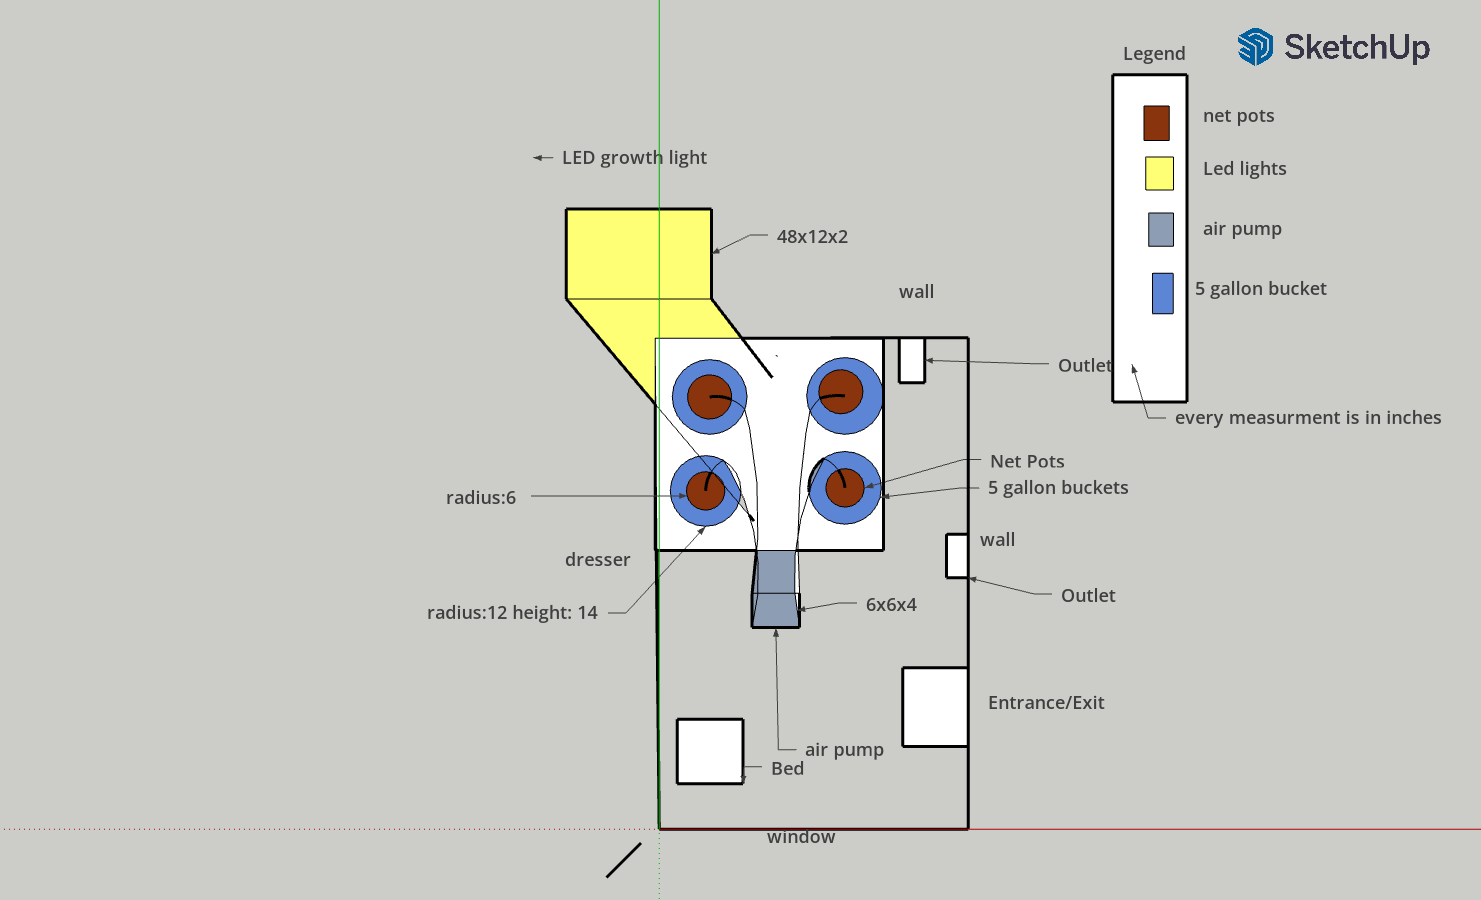 SketchUp
Legend
net pots
Led lights
air pump
5 gallon bucket
every measurment is in inches
LED growth light
48x12x2
wall
Outlet
Net Pots
5 gallon buckets
radius:6
wall
dresser
Outlet
radius:12 height: 14
6x6x4
Entrance/Exit
air pump
Bed
window